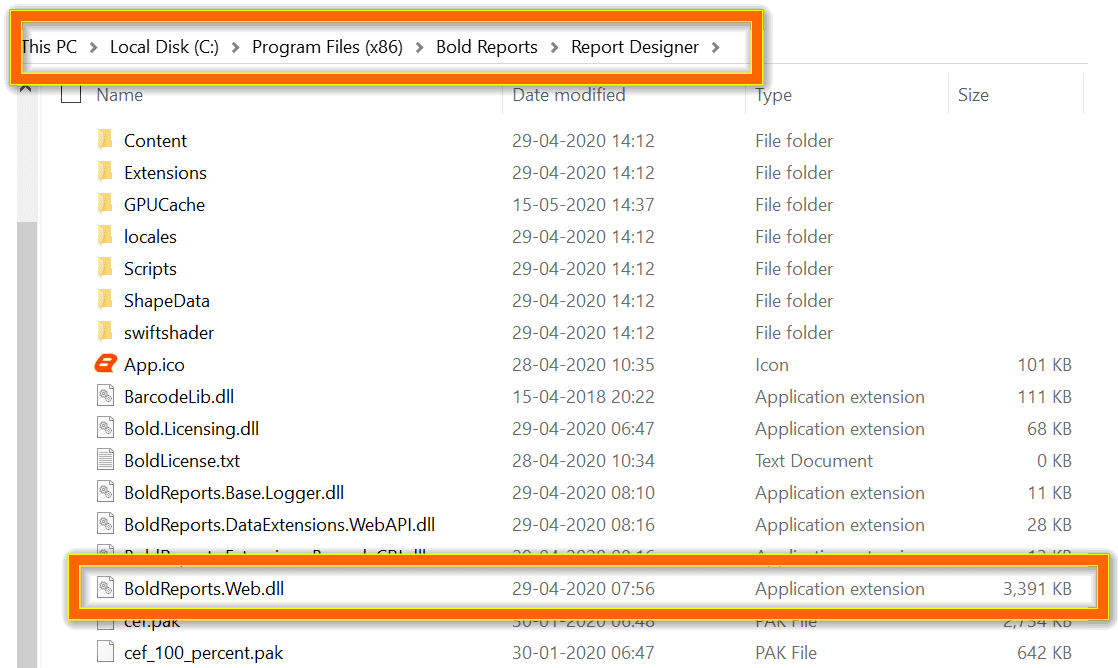 This PC > Local Disk (C:) > Program Files (x86) > Bold Reports > Report Designer >
Name Date modified Type Size
Content 29-04-2020 14:12 File folder
Extensions 29-04-2020 14:12 File folder
GPUCache 15-05-2020 14:37 File folder
locales 29-04-2020 14:12 File folder
Scripts 29-04-2020 14:12 File folder
ShapeData 29-04-2020 14:12 File folder
swiftshader 29-04-2020 14:12 File folder
App.ico 28-04-2020 10:35 Icon 101 KB
BarcodeLib.dll 15-04-2018 20:22 Application extension 111 KB
Bold.Licensing.dll 29-04-2020 06:47 Application extension 68 KB
BoldLicense.txt 28-04-2020 10:34 Text Document 0 KB
BoldReports.Base.Logger.dll 29-04-2020 08:10 Application extension 11 KB
BoldReports.DataExtensions.WebAPI.dll 29-04-2020 08:16 Application extension 28 KB
BoldReports.Web.dll 29-04-2020 07:56 Application extension 3,391 KB
cef.pak 30-01-2020 06:48 PAK File 2,754 KB
cef_100_percent.pak 30-01-2020 06:47 PAK File 642 KB